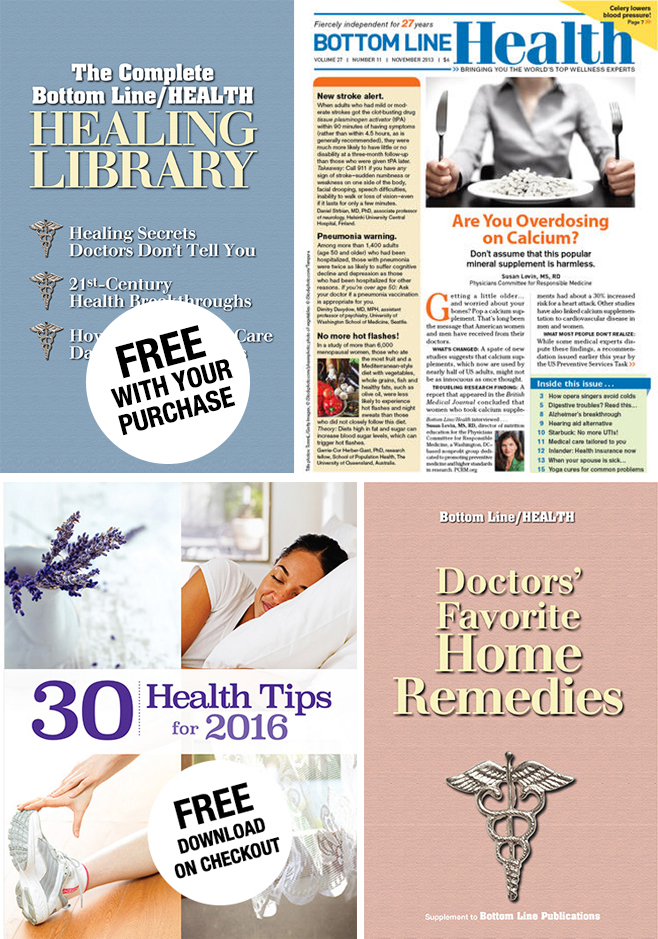 The Complete
Bottom Line/HEALTH
HEALING
LIBRARY
Healing Secrets
Doctors Don't Tell You
21st-Century
Health Breakthroughs
Care
FREE
WITH YOUR
PURCHASE
Celery lowers
blood pressure!
Page 7 >>
Fiercely independent for 27 years
BOTTOM LINE Health
VOLUME 27 | NUMBER 11 | NOVEMBER 2013 | $4
>> BRINGING YOU THE WORLD'S TOP WELLNESS EXPERTS
New stroke alert.
When adults who had mild or mod-
erate strokes got the clot-busting drug
tissue plasminogen activator (tPA)
within 90 minutes of having symptoms
(rather than within 4.5 hours, as is
generally recommended), they were
much more likely to have little or no
disability at a three-month follow-up
than those who were given tPA later.
Takeaway: Call 911 if you have any
sign of stroke—sudden numbness or
weakness on one side of the body,
facial drooping, speech difficulties,
inability to walk or loss of vision—even
if it lasts for only a few minutes.
Daniel Strbian, MD, PhD, associate professor
of neurology, Helsinki University Central
Hospital, Finland.
Pneumonia warning.
Among more than 1,400 adults
(age 50 and older) who had been
hospitalized, those with pneumonia
were twice as likely to suffer cognitive
decline and depression as those
who had been hospitalized for other
reasons. If you're over age 50: Ask
your doctor if a pneumonia vaccination
is appropriate for you.
Dimitry Davydow, MD, MPH, assistant
professor of psychiatry, University of
Washington School of Medicine, Seattle.
No more hot flashes!
In a study of more than 6,000
menopausal women, those who ate
the most fruit and a
Mediterranean-style
diet with vegetables,
whole grains, fish and
healthy fats, such as
olive oil, were less
likely to experience
hot flashes and night
sweats than those
who did not closely follow this diet.
Theory: Diets high in fat and sugar can
increase blood sugar levels, which can
trigger hot flashes.
Gerrie-Cor Herber-Gast, PhD, research
fellow, School of Population Health, The
University of Queensland, Australia.
Are You Overdosing
on Calcium?
Don't assume that this popular
mineral supplement is harmless.
Susan Levin, MS, RD
Physicians Committee for Responsible Medicine
Getting a little older…
and worried about your
bones? Pop a calcium sup-
plement. That's long been
the message that American women
and men have received from their
doctors.
WHAT'S CHANGED: A spate of new
studies suggests that calcium sup-
plements, which now are used by
nearly half of US adults, might not
be as innocuous as once thought.
TROUBLING RESEARCH FINDING: A
report that appeared in the British
Medical Journal concluded that
women who took calcium supple-
Bottom Line/Health interviewed
Susan Levin, MS, RD, director of nutrition
education for the Physicians
Committee for Responsible
Medicine, a Washington, DC–
based nonprofit group dedi-
cated to promoting preventive
medicine and higher standards
in research. PCRM.org
ments had about a 30% increased
risk for a heart attack. Other studies
have also linked calcium supplemen-
tation to cardiovascular disease in
men and women.
WHAT MOST PEOPLE DON'T REALIZE:
While some medical experts dis-
pute these findings, a recommen-
dation issued earlier this year by
the US Preventive Services Task >>
Inside this issue…
3 How opera singers avoid colds
5 Digestive troubles? Read this…
8 Alzheimer's breakthrough
9 Hearing aid alternative
10 Starbuck: No more UTIs!
11 Medical care tailored to you
12 Inlander: Health insurance now
13 When your spouse is sick…
15 Yoga cures for common problems
30 Health Tips
for 2016
FREE
DOWNLOAD
ON CHECKOUT
Bottom Line/HEALTH
Doctors'
Favorite
Home
Remedies
Supplement to Bottom Line Publications